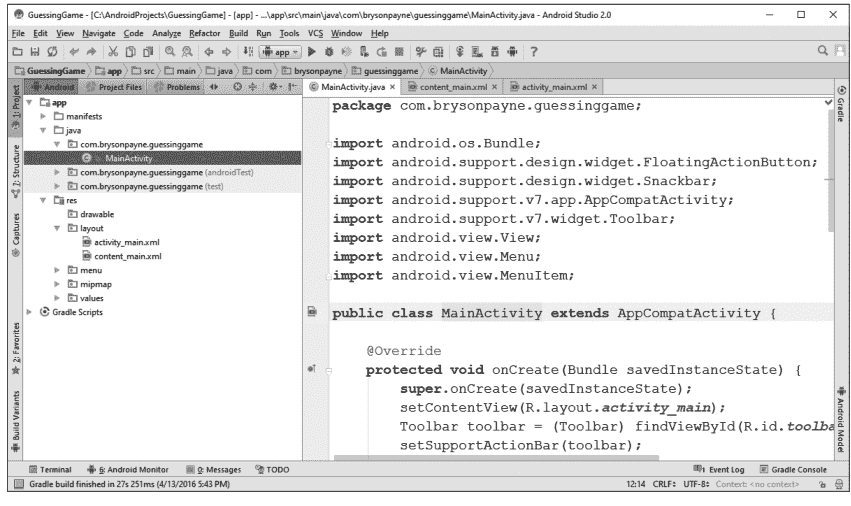 GuessingGame - [C:\AndroidProjects\GuessingGame] - [app] - ...\app\src\main\java\com\brysonpayne\guessinggame\MainActivity.java - Android Studio 2.0
File Edit View Navigate Code Analyze Refactor Build Run Tools VCS Window Help
app
GuessingGame app src main java com brysonpayne guessinggame MainActivity
Android Project Files Problems
MainActivity.java × content_main.xml × activity_main.xml ×
1: Project
2: Structure
Captures
2: Favorites
Build Variants
app
manifests
java
com.brysonpayne.guessinggame
MainActivity
com.brysonpayne.guessinggame (androidTest)
com.brysonpayne.guessinggame (test)
res
drawable
layout
activity_main.xml
content_main.xml
menu
mipmap
values
Gradle Scripts
package com.brysonpayne.guessinggame;
import android.os.Bundle;
import android.support.design.widget.FloatingActionButton;
import android.support.design.widget.Snackbar;
import android.support.v7.app.AppCompatActivity;
import android.support.v7.widget.Toolbar;
import android.view.View;
import android.view.Menu;
import android.view.MenuItem;
public class MainActivity extends AppCompatActivity {
@Override
protected void onCreate(Bundle savedInstanceState) {
super.onCreate(savedInstanceState);
setContentView(R.layout.activity_main);
Toolbar toolbar = (Toolbar) findViewById(R.id.toolba
setSupportActionBar(toolbar);
Gradle
Android Model
Terminal 6: Android Monitor 0: Messages TODO
Event Log Gradle Console
Gradle build finished in 27s 251ms (4/13/2016 5:43 PM)
12:14 CRLF÷ UTF-8÷ Context: <no context>